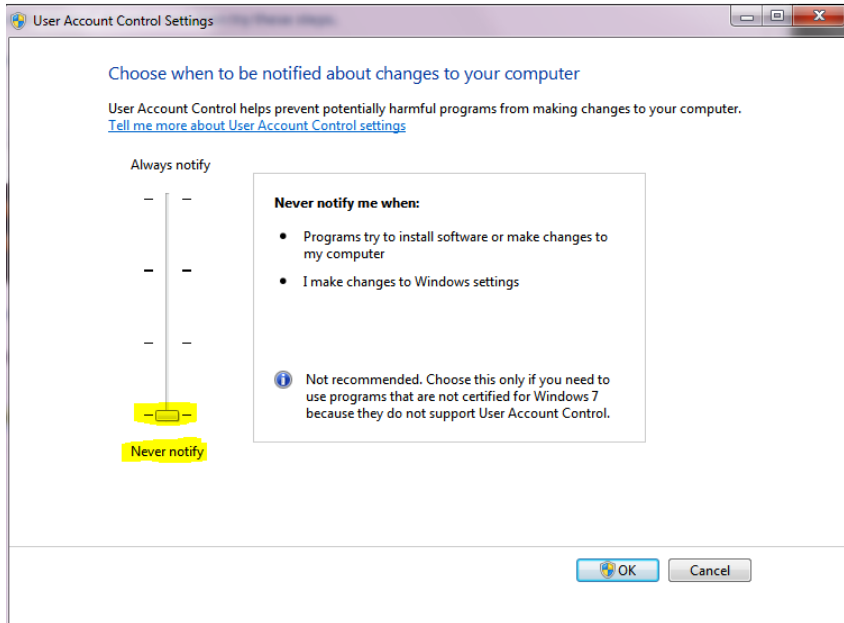 User Account Control Settings
Choose when to be notified about changes to your computer
User Account Control helps prevent potentially harmful programs from making changes to your computer.
Tell me more about User Account Control settings
Always notify
Never notify me when:
Programs try to install software or make changes to
my computer
I make changes to Windows settings
Not recommended. Choose this only if you need to
use programs that are not certified for Windows 7
because they do not support User Account Control.
Never notify
OK
Cancel